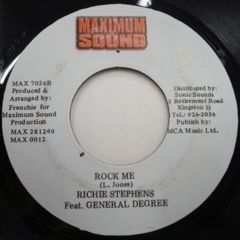 MAXIMUM
SOUND
MAX 7026B
Produced &
Arranged by:
Frenchie for
Maximum Sound
Production
MAX 281249
MAX 0012
Distributed by:
Sonic Sounds
5 Retirement Road
Kingston 5
Tel.: 926-2036
Publish by:
MCA Music Ltd.
ROCK ME
(L. Jones)
RICHIE STEPHENS
Feat. GENERAL DEGREE